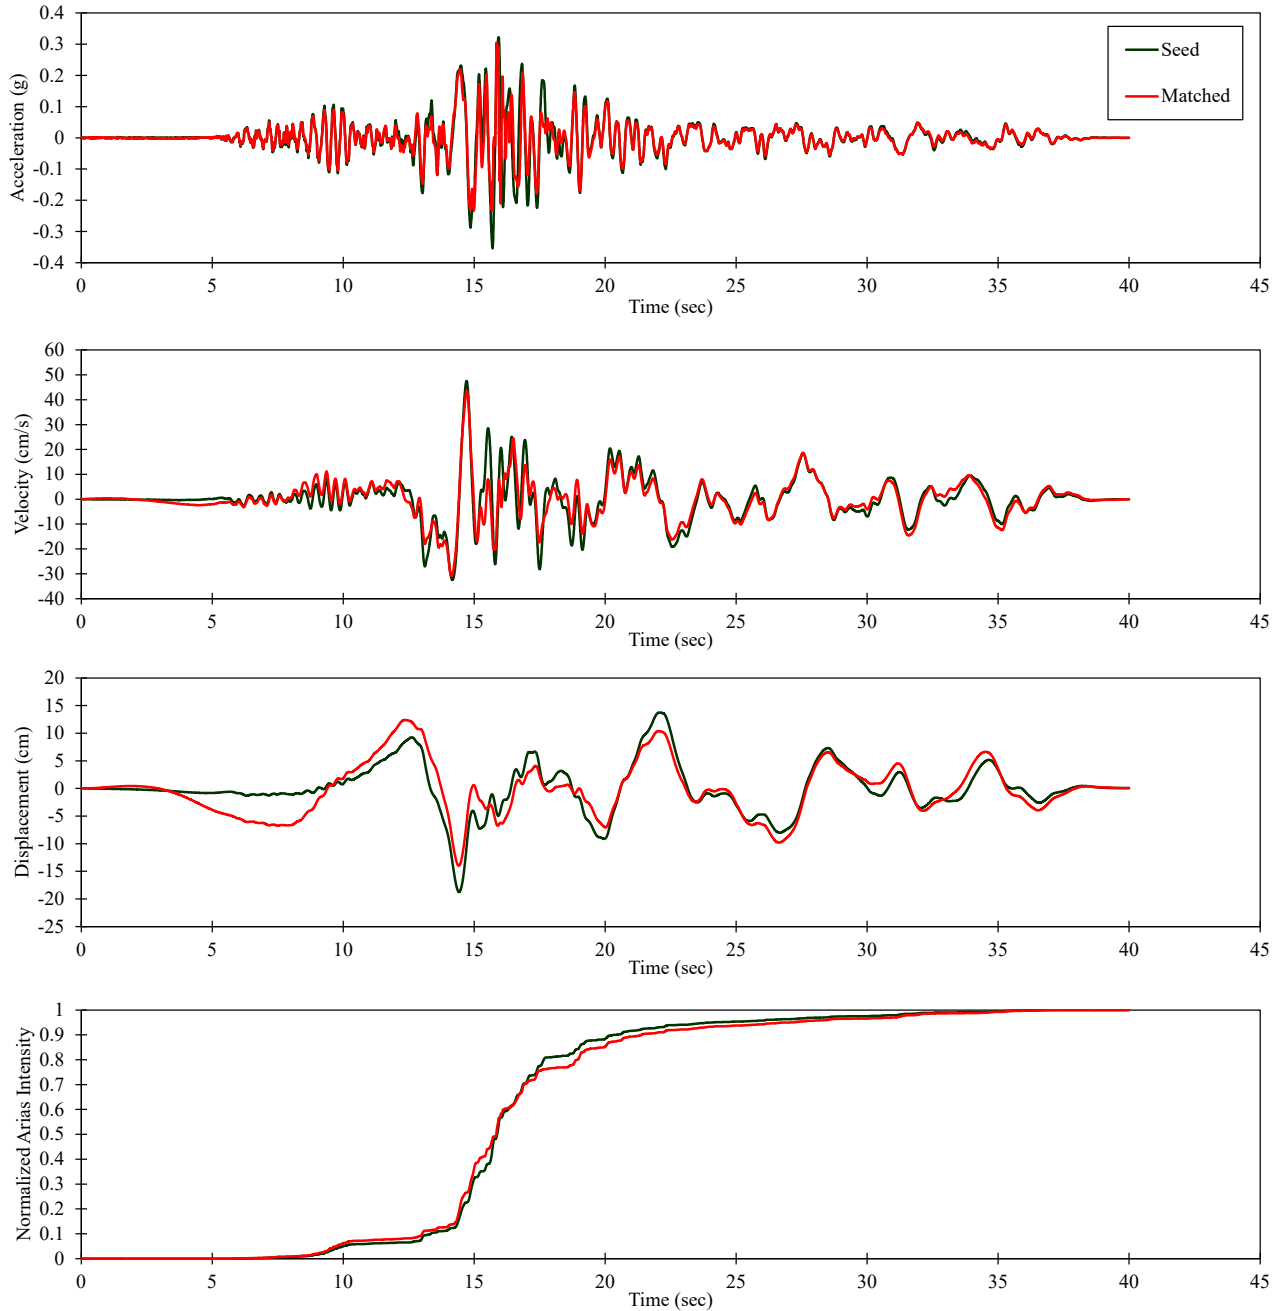 0.4
0.3
0.2
0.1
0
-0.1
-0.2
-0.3
-0.4
Acceleration (g)
Seed
Matched
0 5 10 15 20 25 30 35 40 45
Time (sec)
60
50
40
30
20
10
0
-10
-20
-30
-40
Velocity (cm/s)
0 5 10 15 20 25 30 35 40 45
Time (sec)
20
15
10
5
0
-5
-10
-15
-20
-25
Displacement (cm)
0 5 10 15 20 25 30 35 40 45
Time (sec)
1
0.9
0.8
0.7
0.6
0.5
0.4
0.3
0.2
0.1
0
Normalized Arias Intensity
0 5 10 15 20 25 30 35 40 45
Time (sec)